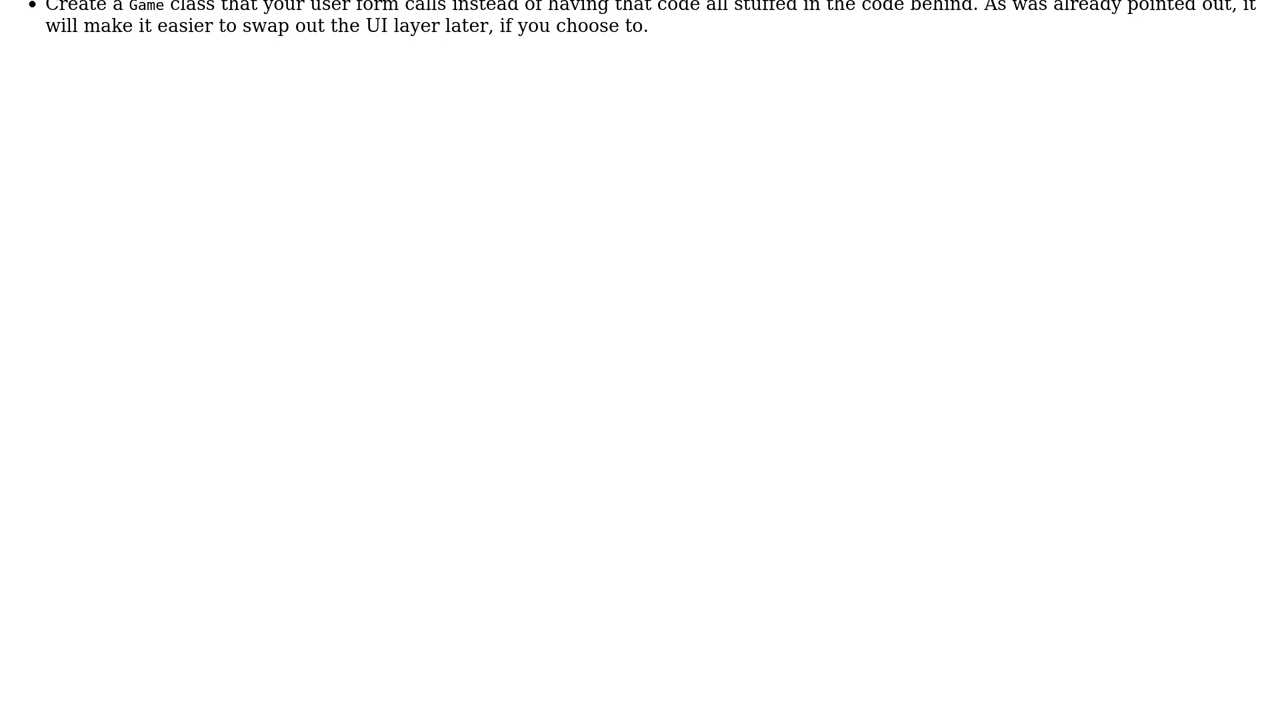 • Create a Game class that your user form calls instead of having that code all stuffed in the code behind. As was already pointed out, it
will make it easier to swap out the UI layer later, if you choose to.